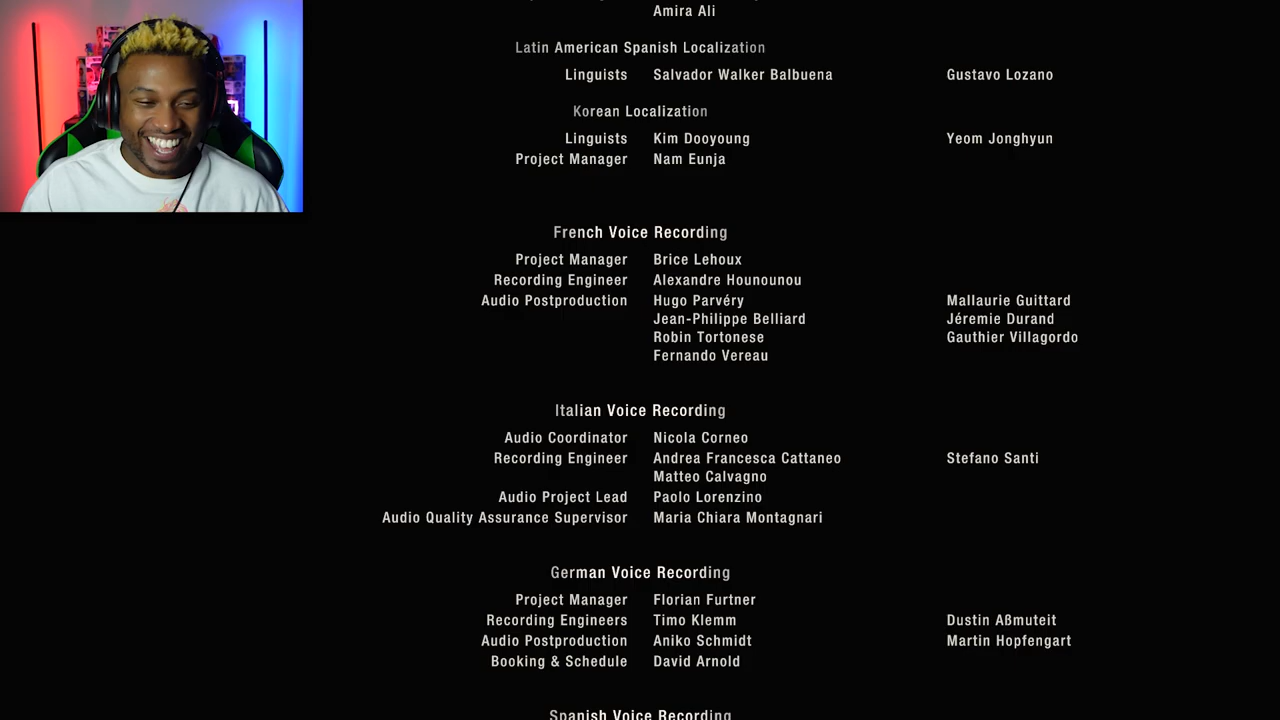 Amira Ali
Latin American Spanish Localization
Linguists Salvador Walker Balbuena Gustavo Lozano
Korean Localization
Linguists Kim Dooyoung Yeom Jonghyun
Project Manager Nam Eunja
French Voice Recording
Project Manager Brice Lehoux
Recording Engineer Alexandre Hounounou
Audio Postproduction Hugo Parvéry Mallaurie Guittard
Jean-Philippe Belliard Jéremie Durand
Robin Tortonese Gauthier Villagordo
Fernando Vereau
Italian Voice Recording
Audio Coordinator Nicola Corneo
Recording Engineer Andrea Francesca Cattaneo Stefano Santi
Matteo Calvagno
Audio Project Lead Paolo Lorenzino
Audio Quality Assurance Supervisor Maria Chiara Montagnari
German Voice Recording
Project Manager Florian Furtner
Recording Engineers Timo Klemm Dustin Aßmuteit
Audio Postproduction Aniko Schmidt Martin Hopfengart
Booking & Schedule David Arnold
Spanish Voice Recording